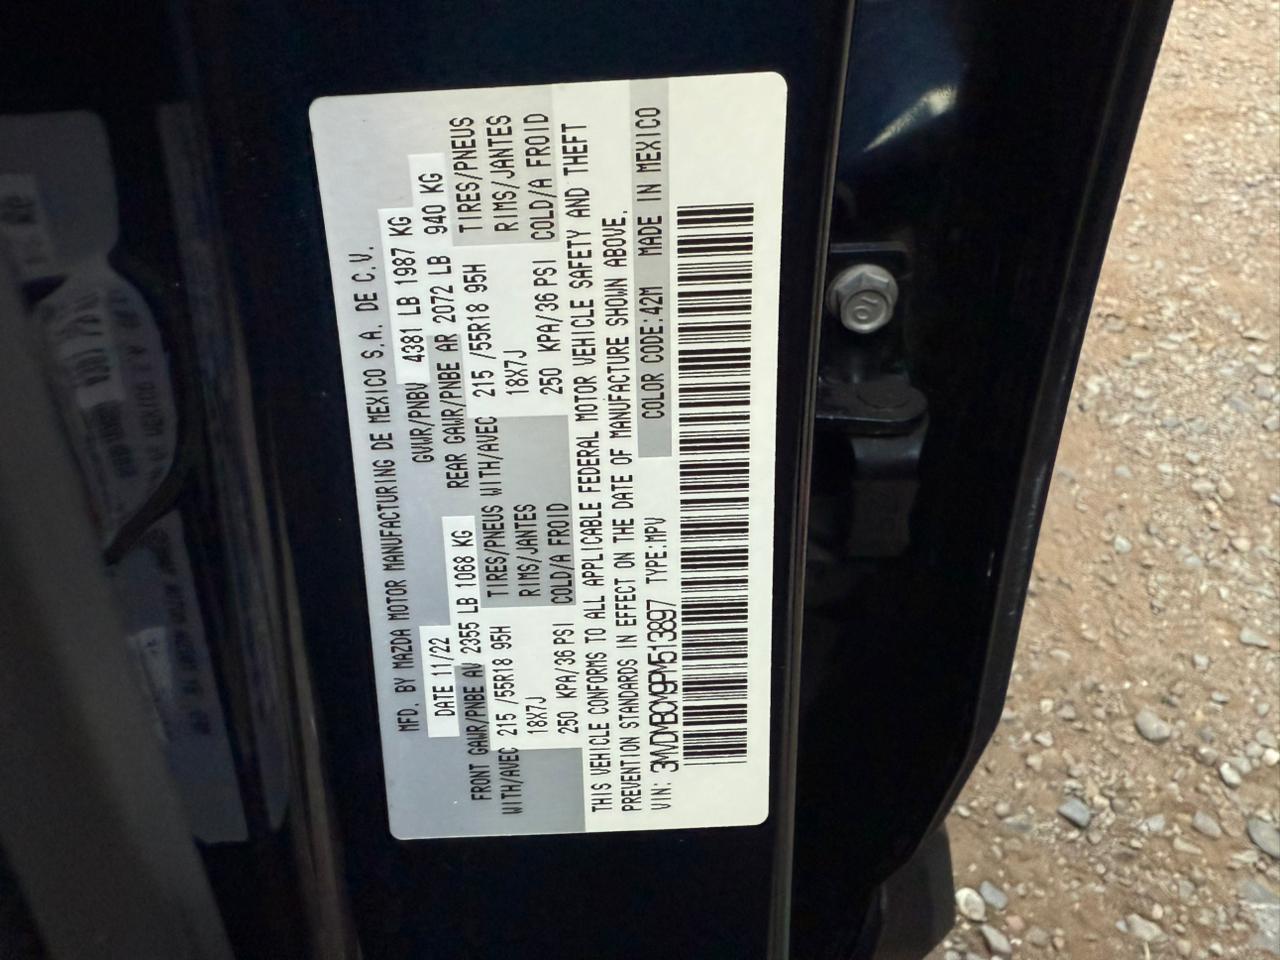 MFD. BY MAZDA MOTOR MANUFACTURING DE MEXICO S.A. DE C.V.
DATE 11/22 GVWR/PNBV 4381 LB 1987 KG
FRONT GAWR/PNBE AV 2355 LB 1068 KG REAR GAWR/PNBE AR 2072 LB 940 KG
WITH/AVEC 215 /55R18 95H TIRES/PNEUS WITH/AVEC 215 /55R18 95H TIRES/PNEUS
18X7J RIMS/JANTES 18X7J RIMS/JANTES
250 KPA/36 PSI COLD/A FROID 250 KPA/36 PSI COLD/A FROID
THIS VEHICLE CONFORMS TO ALL APPLICABLE FEDERAL MOTOR VEHICLE SAFETY AND THEFT
PREVENTION STANDARDS IN EFFECT ON THE DATE OF MANUFACTURE SHOWN ABOVE.
VIN: 3MVDMBCY9PM513897 TYPE:MPV COLOR CODE:42M MADE IN MEXICO